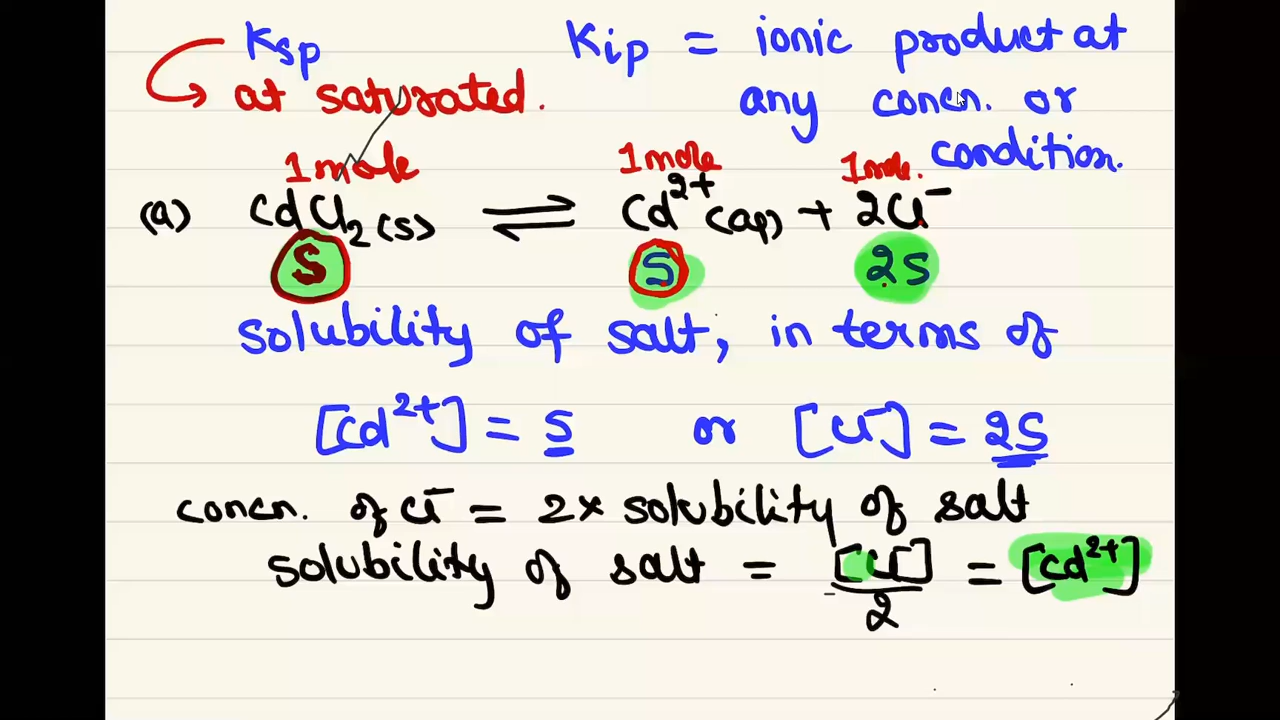 Ksp Kip = ionic product at
at saturated. any concn. or
condition.
1 mole 1 mole 1 mole.
(a) CdCl₂(s) ⇌ Cd²⁺(aq) + 2Cl⁻
S S 2S
solubility of salt, in terms of
[Cd²⁺] = S or [Cl⁻] = 2S
concn. of Cl⁻ = 2 x solubility of salt
solubility of salt = [Cl⁻]/2 = [Cd²⁺]